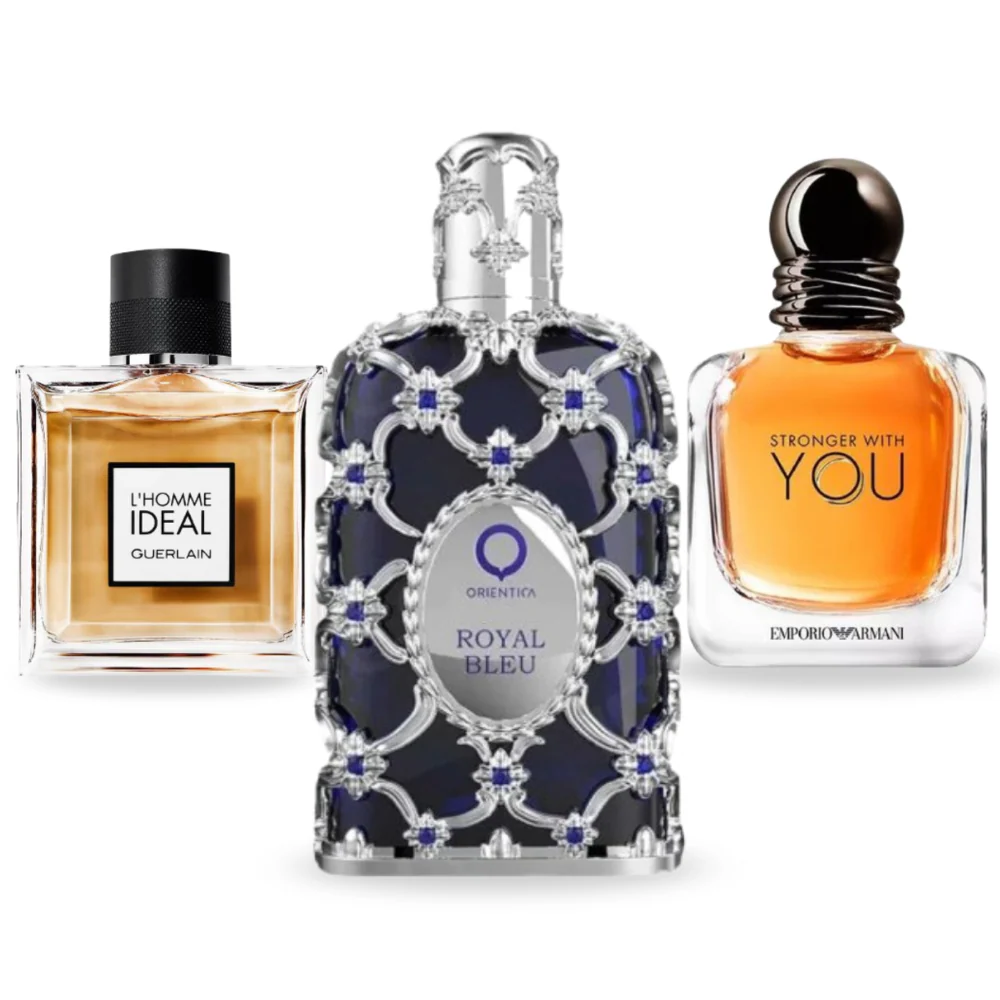 L'HOMME
IDEAL
GUERLAIN
ORIENTICA
ROYAL
BLEU
STRONGER WITH
YOU
EMPORIO ARMANI